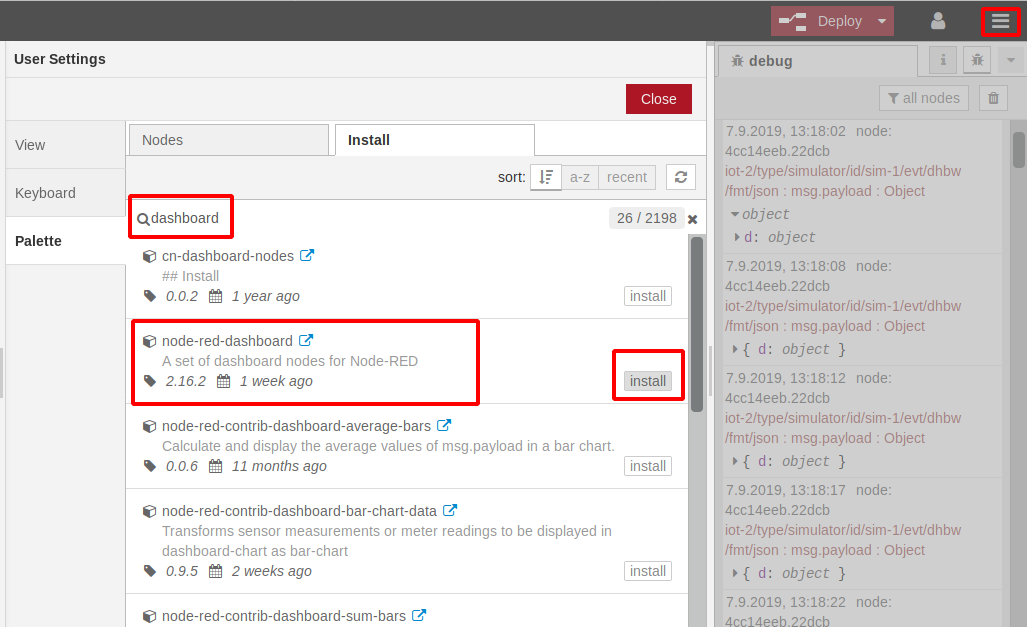 Deploy
User Settings
Close
View
Keyboard
Palette
Nodes
Install
sort:
a-z
recent
dashboard
26 / 2198
cn-dashboard-nodes
## Install
0.0.2 1 year ago
install
node-red-dashboard
A set of dashboard nodes for Node-RED
2.16.2 1 week ago
install
node-red-contrib-dashboard-average-bars
Calculate and display the average values of msg.payload in a bar chart.
0.0.6 11 months ago
install
node-red-contrib-dashboard-bar-chart-data
Transforms sensor measurements or meter readings to be displayed in
dashboard-chart as bar-chart
0.9.5 2 weeks ago
install
node-red-contrib-dashboard-sum-bars
debug
i
all nodes
7.9.2019, 13:18:02 node:
4cc14eeb.22dcb
iot-2/type/simulator/id/sim-1/evt/dhbw
/fmt/json : msg.payload : Object
object
d: object
7.9.2019, 13:18:08 node:
4cc14eeb.22dcb
iot-2/type/simulator/id/sim-1/evt/dhbw
/fmt/json : msg.payload : Object
{ d: object }
7.9.2019, 13:18:12 node:
4cc14eeb.22dcb
iot-2/type/simulator/id/sim-1/evt/dhbw
/fmt/json : msg.payload : Object
{ d: object }
7.9.2019, 13:18:17 node:
4cc14eeb.22dcb
iot-2/type/simulator/id/sim-1/evt/dhbw
/fmt/json : msg.payload : Object
{ d: object }
7.9.2019, 13:18:22 node:
4cc14eeb.22dcb